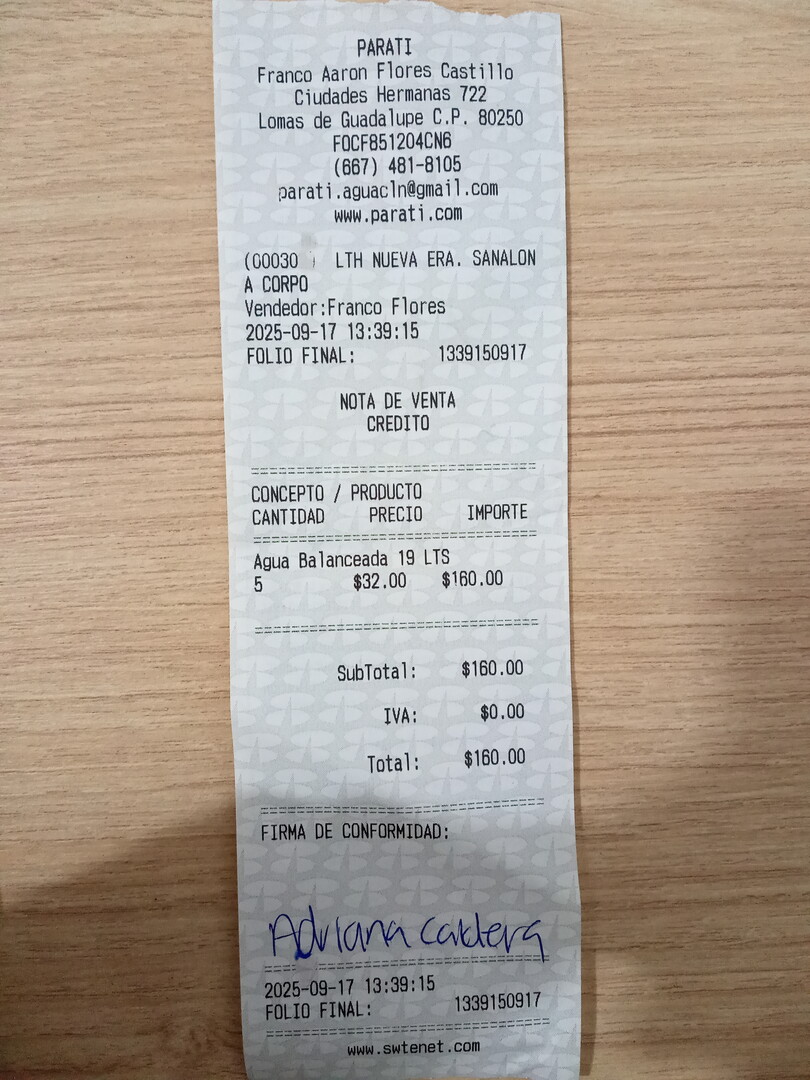 PARATI
Franco Aaron Flores Castillo
Ciudades Hermanas 722
Lomas de Guadalupe C.P. 80250
FOCF851204CN6
(667) 481-8105
parati.aguacln@gmail.com
www.parati.com
(00030 ) LTH NUEVA ERA. SANALON
A CORPO
Vendedor:Franco Flores
2025-09-17 13:39:15
FOLIO FINAL: 1339150917
NOTA DE VENTA
CREDITO
CONCEPTO / PRODUCTO
CANTIDAD PRECIO IMPORTE
Agua Balanceada 19 LTS
5 $32.00 $160.00
SubTotal: $160.00
IVA: $0.00
Total: $160.00
FIRMA DE CONFORMIDAD:
Adriana
2025-09-17 13:39:15
FOLIO FINAL: 1339150917
www.swtenet.com